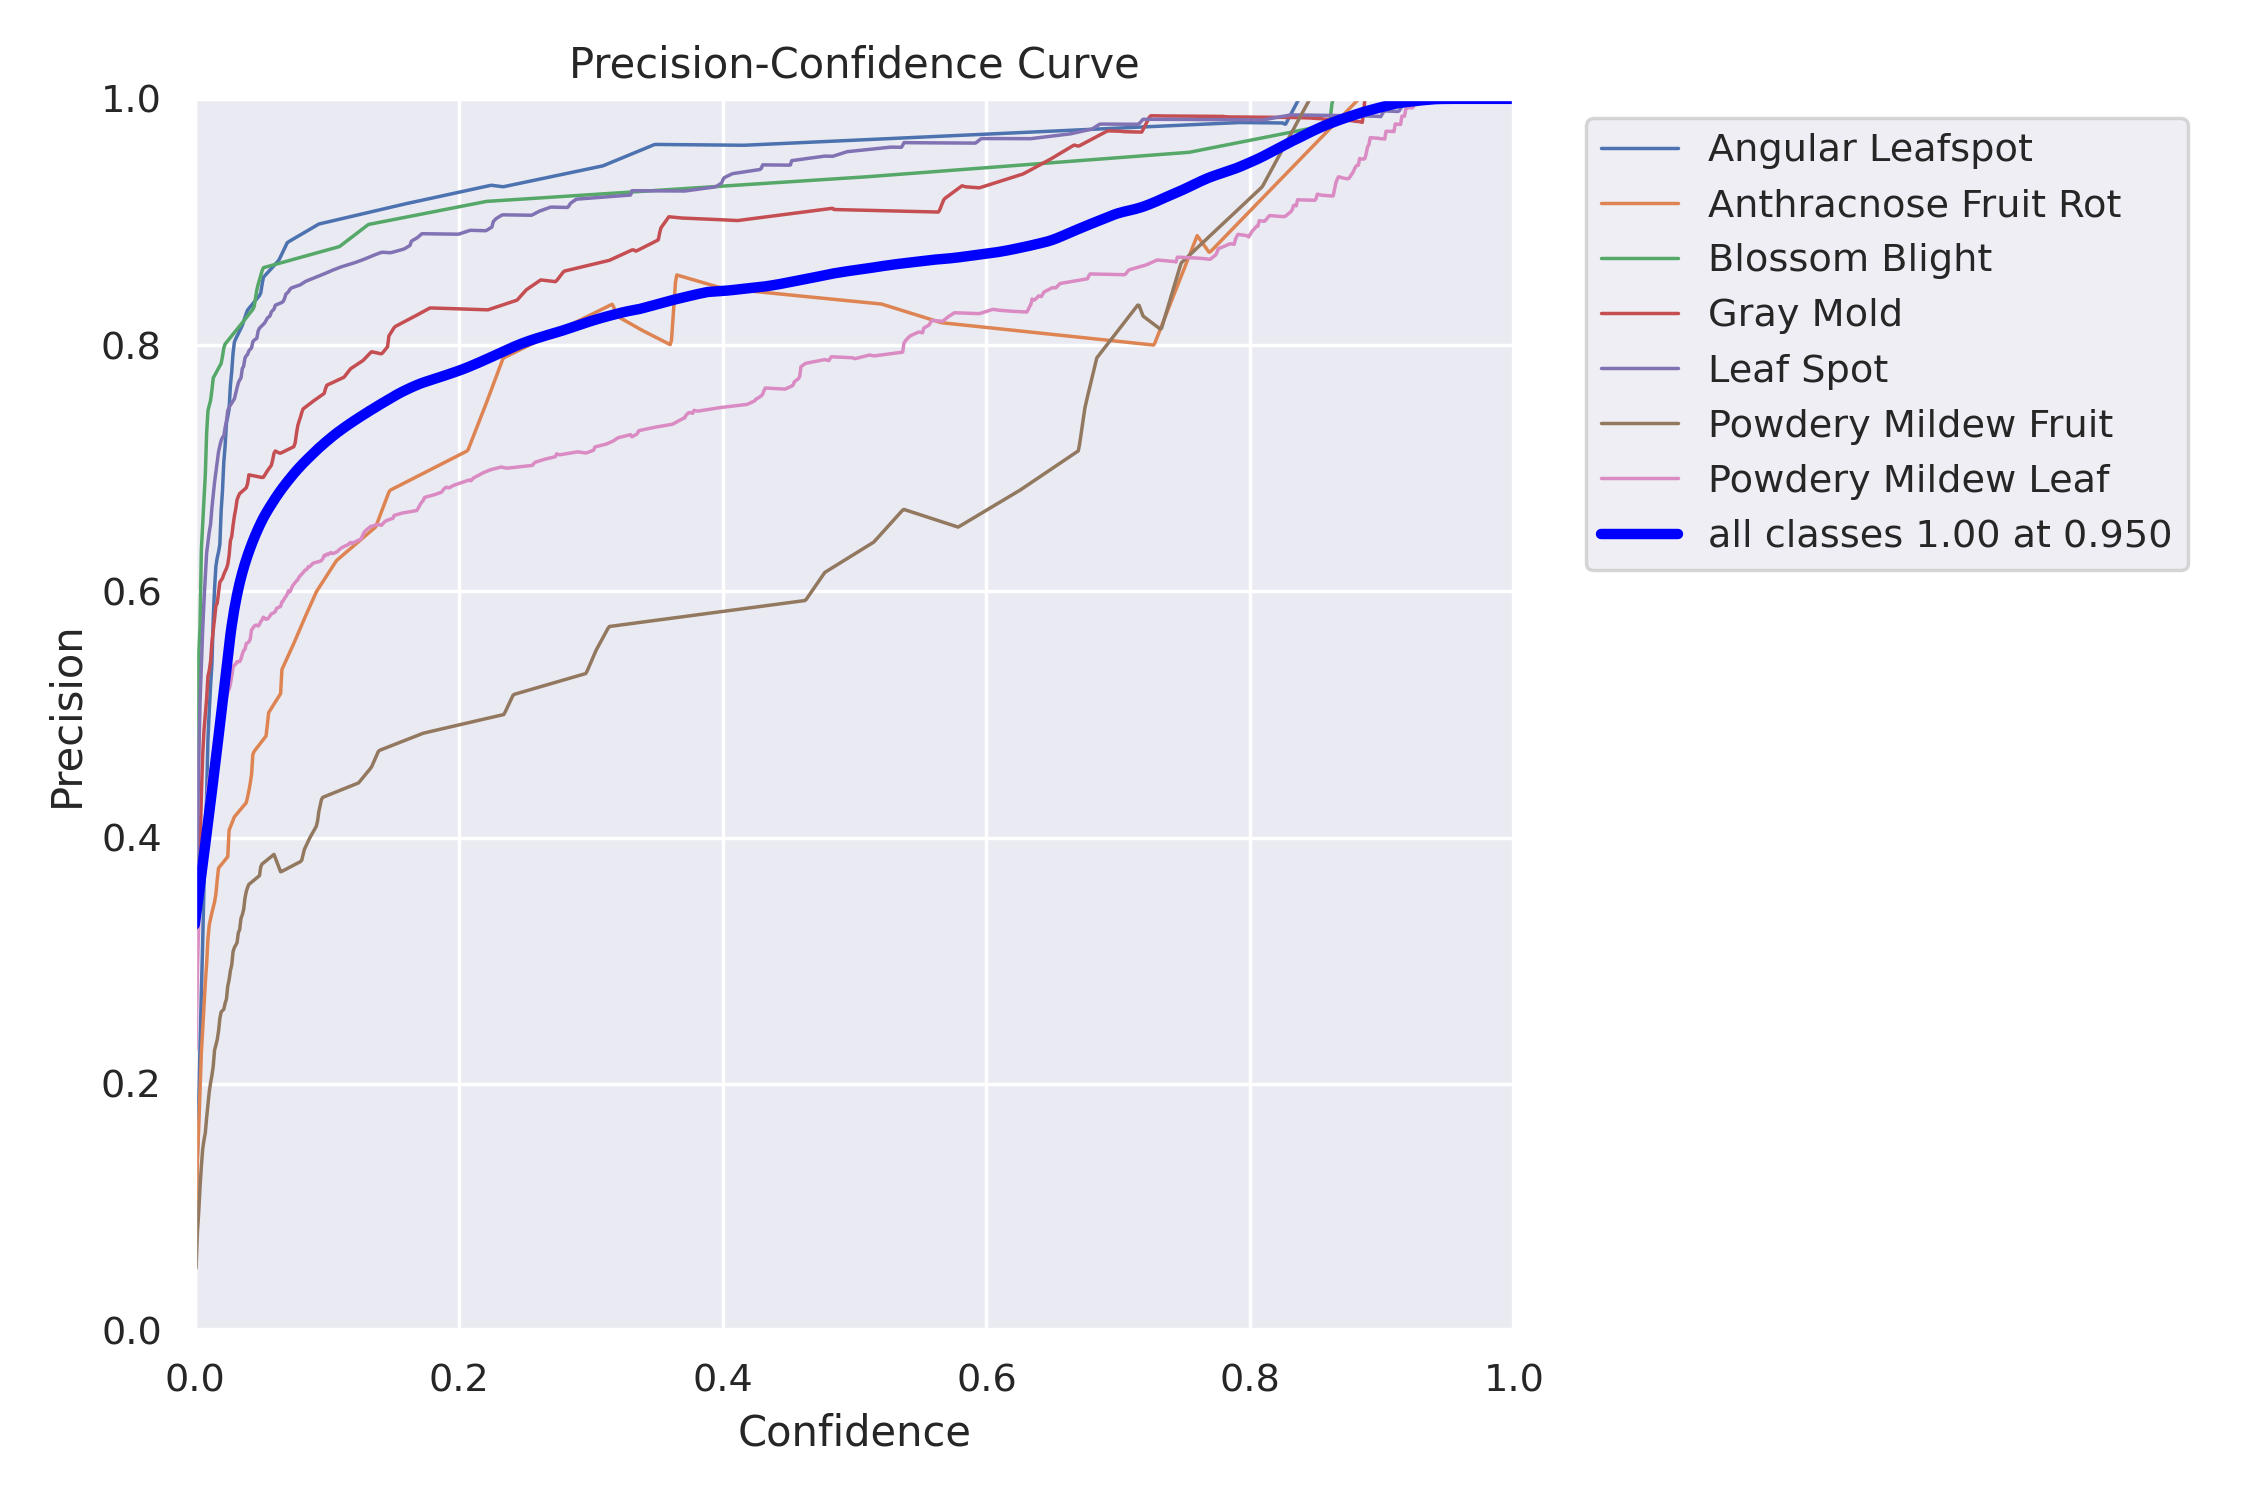 Precision-Confidence Curve
1.0
0.8
0.6
0.4
0.2
0.0
Precision
0.0 0.2 0.4 0.6 0.8 1.0
Confidence
Angular Leafspot
Anthracnose Fruit Rot
Blossom Blight
Gray Mold
Leaf Spot
Powdery Mildew Fruit
Powdery Mildew Leaf
all classes 1.00 at 0.950